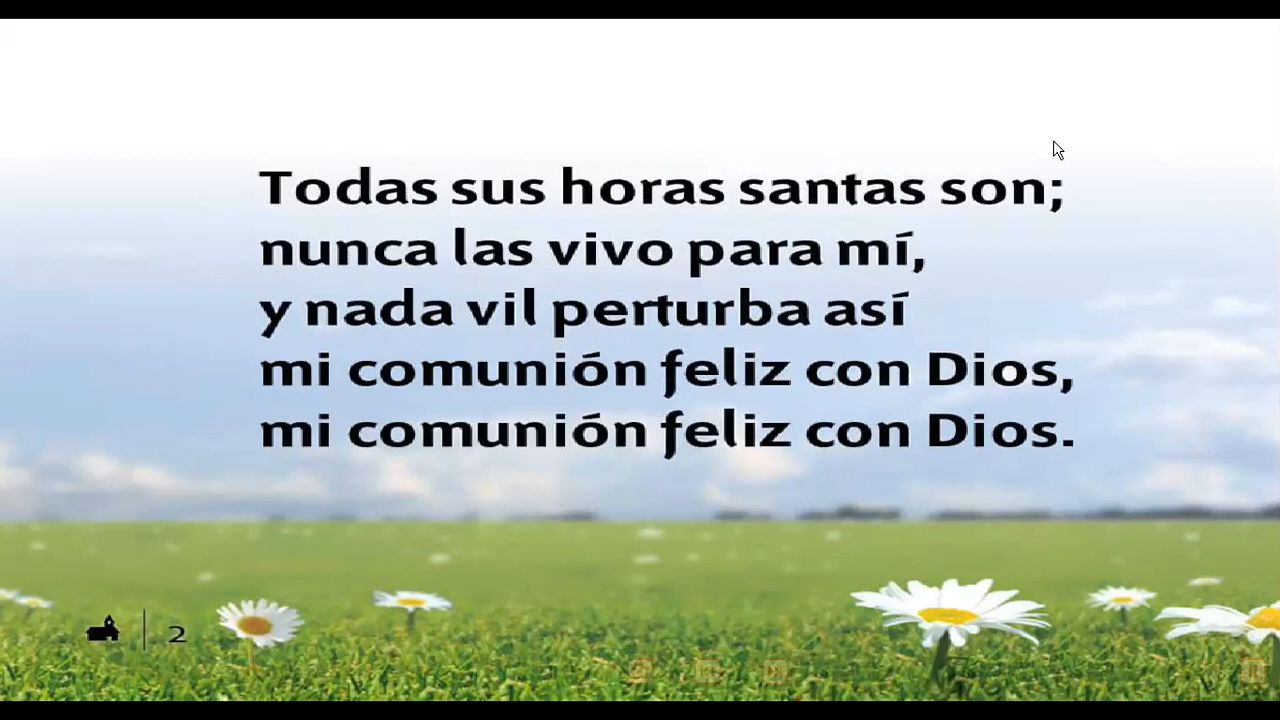 Todas sus horas santas son;
nunca las vivo para mí,
y nada vil perturba así
mi comunión feliz con Dios,
mi comunión feliz con Dios.
2